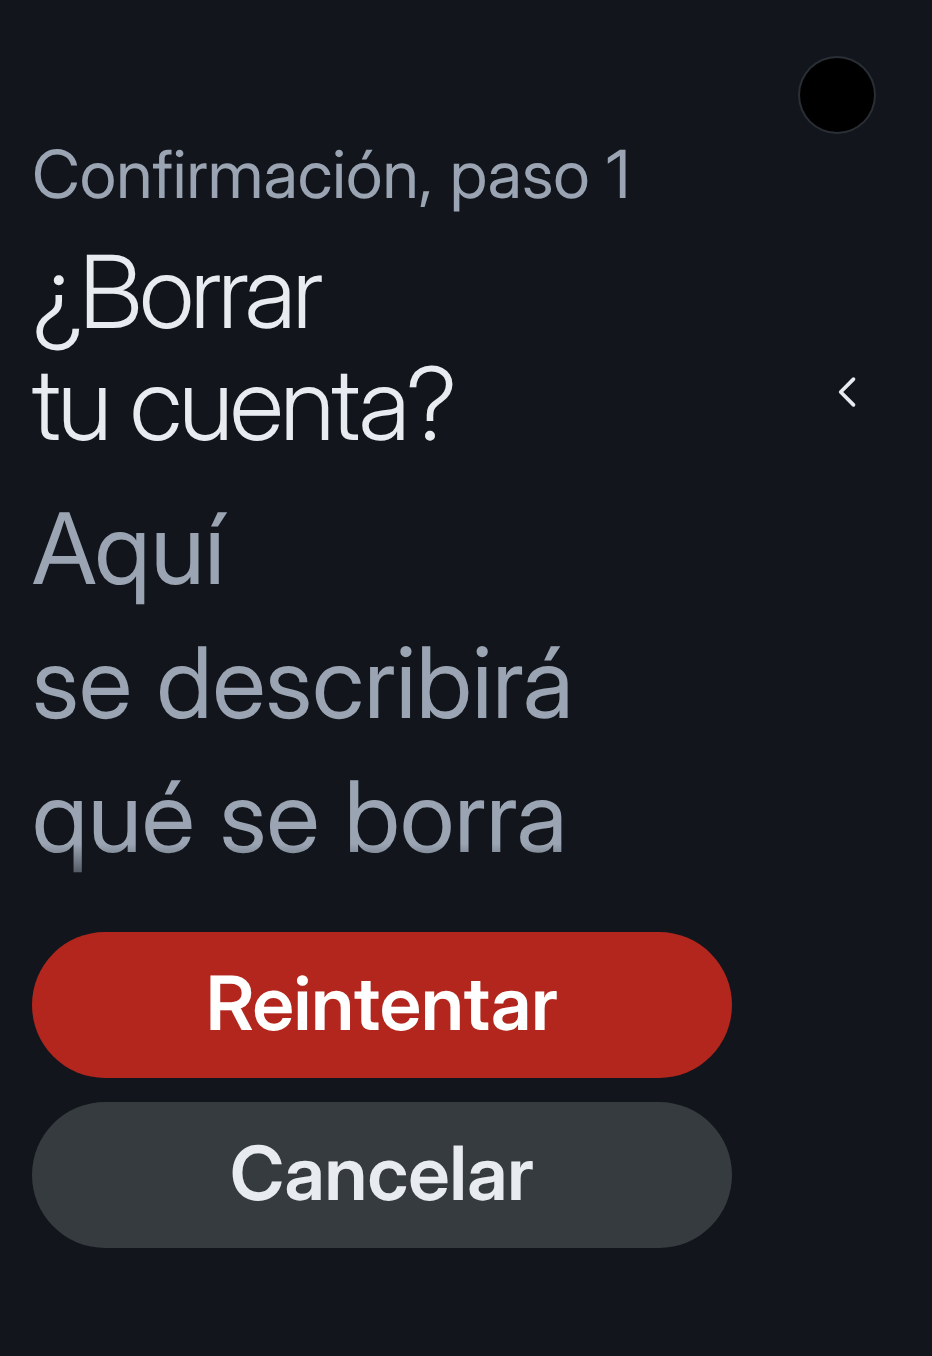 Confirmación, paso 1
¿Borrar
tu cuenta?
Aquí
se describirá
qué se borra
Reintentar
Cancelar